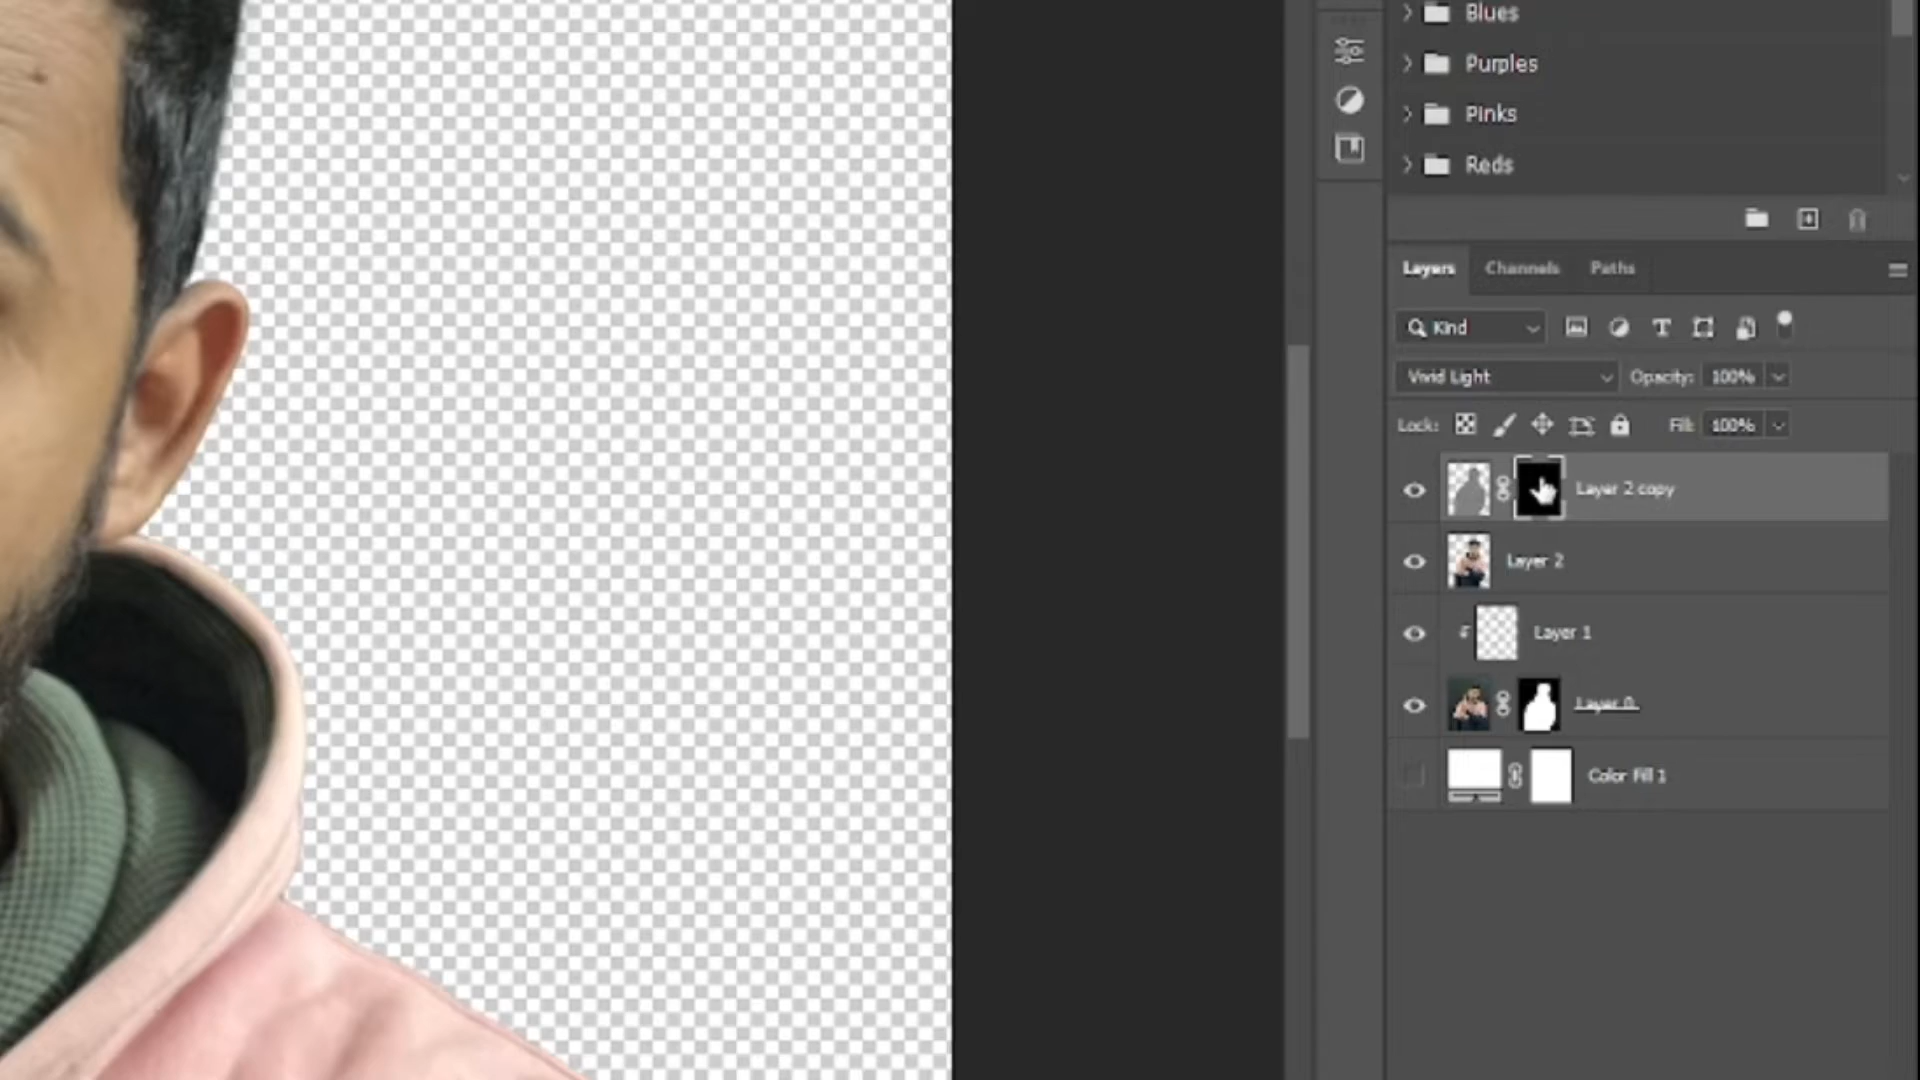 Blues
Purples
Pinks
Reds
Layers Channels Paths
Kind
Vivid Light Opacity: 100%
Lock: Fill: 100%
Layer 2 copy
Layer 2
Layer 1
Layer 0
Color Fill 1